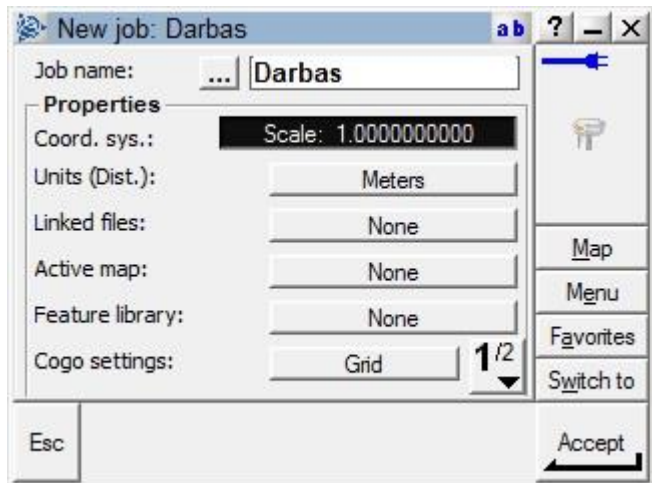 New job: Darbas
ab
?
Job name: ... Darbas
Properties
Coord. sys.: Scale: 1.0000000000
Units (Dist.): Meters
Linked files: None
Active map: None
Feature library: None
Cogo settings: Grid
1/2
Map
Menu
Favorites
Switch to
Esc
Accept